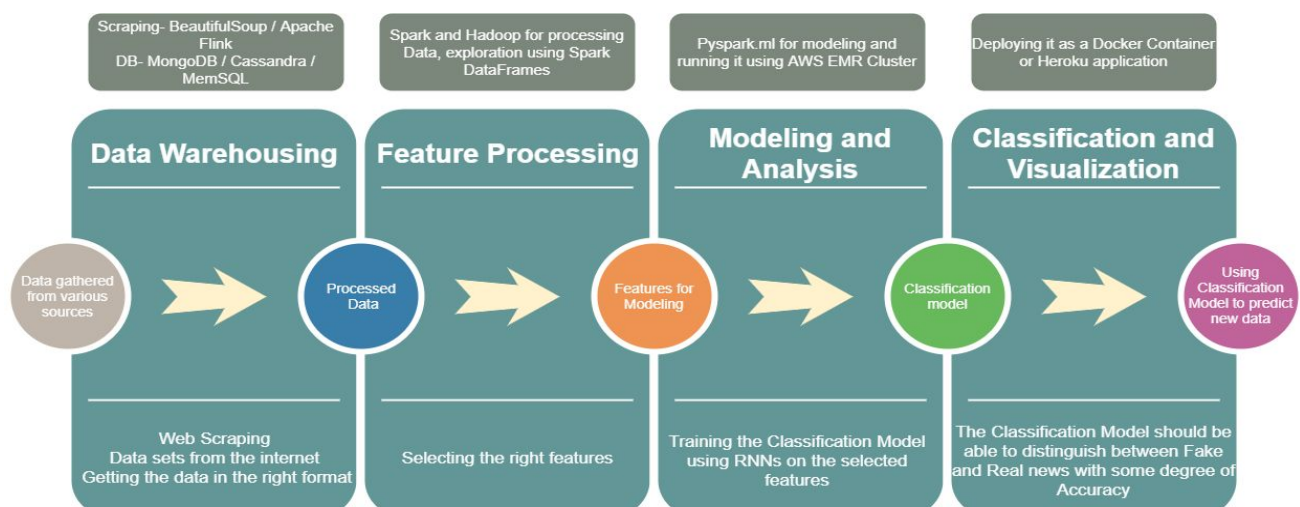 Scraping- BeautifulSoup / Apache
Flink
DB- MongoDB / Cassandra /
MemSQL
Spark and Hadoop for processing
Data, exploration using Spark
DataFrames
Pyspark.ml for modeling and
running it using AWS EMR Cluster
Deploying it as a Docker Container
or Heroku application
Data Warehousing
Feature Processing
Modeling and
Analysis
Classification and
Visualization
Data gathered
from various
sources
Processed
Data
Features for
Modeling
Classification
model
Using
Classification
Model to predict
new data
Web Scraping
Data sets from the internet
Getting the data in the right format
Selecting the right features
Training the Classification Model
using RNNs on the selected
features
The Classification Model should be
able to distinguish between Fake
and Real news with some degree of
Accuracy